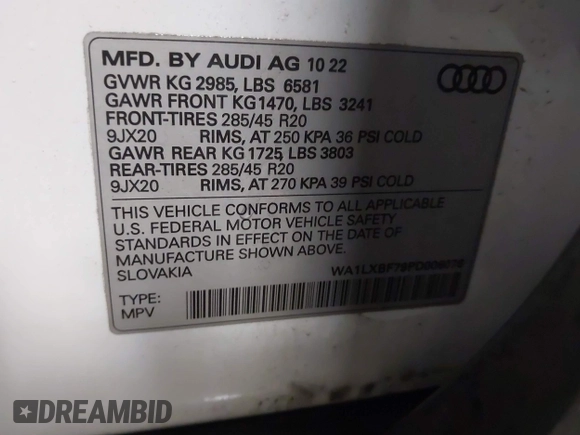 MFD. BY AUDI AG 10 22
GVWR KG 2985, LBS 6581
GAWR FRONT KG1470, LBS 3241
FRONT-TIRES 285/45 R20
9JX20 RIMS, AT 250 KPA 36 PSI COLD
GAWR REAR KG 1725, LBS 3803
REAR-TIRES 285/45 R20
9JX20 RIMS, AT 270 KPA 39 PSI COLD
THIS VEHICLE CONFORMS TO ALL APPLICABLE
U.S. FEDERAL MOTOR VEHICLE SAFETY
STANDARDS IN EFFECT ON THE DATE OF
MANUFACTURE SHOWN ABOVE.
SLOVAKIA
TYPE:
MPV
DREAMBID